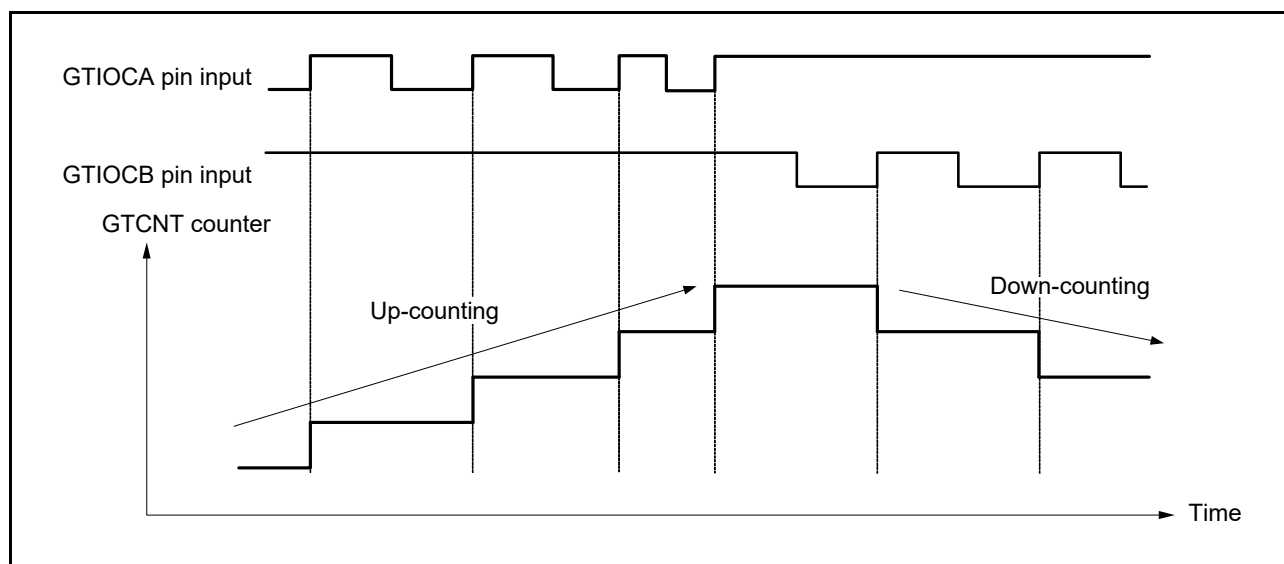 GTIOCA pin input
GTIOCB pin input
GTCNT counter
Up-counting
Down-counting
Time